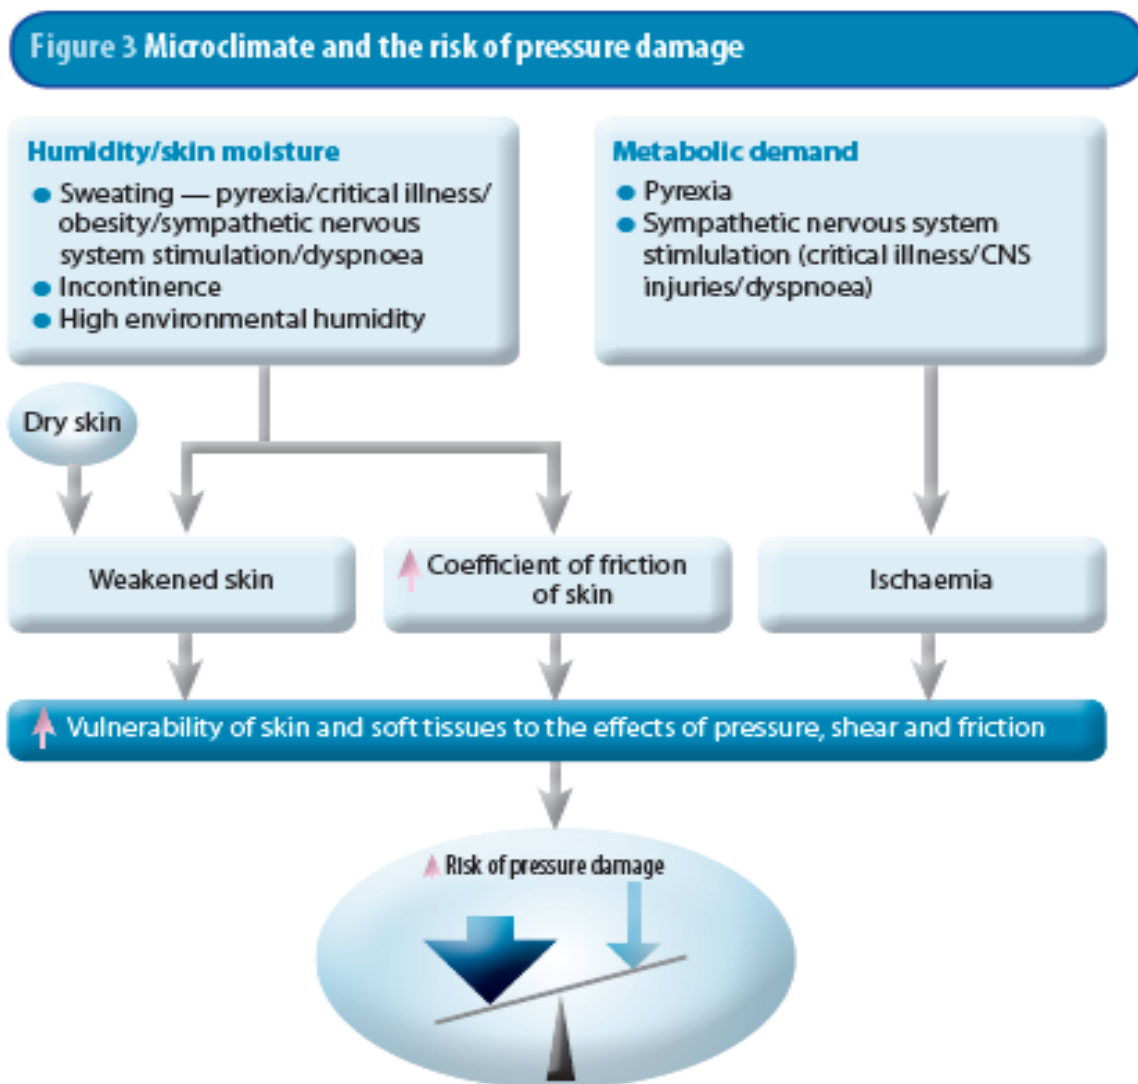 Figure 3 Microclimate and the risk of pressure damage
Humidity/skin moisture
● Sweating — pyrexia/critical illness/
obesity/sympathetic nervous
system stimulation/dyspnoea
● Incontinence
● High environmental humidity
Metabolic demand
● Pyrexia
● Sympathetic nervous system
stimlulation (critical illness/CNS
injuries/dyspnoea)
Dry skin
Weakened skin
Coefficient of friction
of skin
Ischaemia
Vulnerability of skin and soft tissues to the effects of pressure, shear and friction
Risk of pressure damage